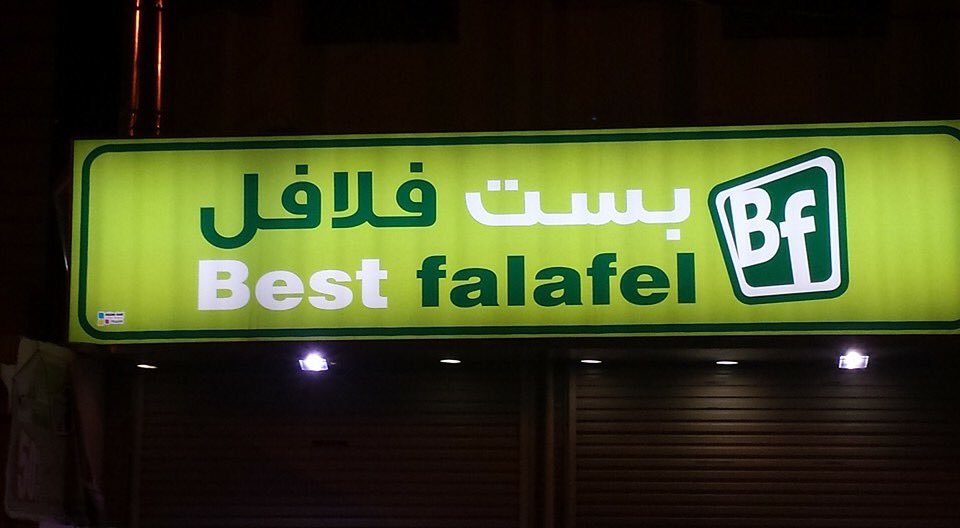 بست فلافل
Best falafel
Bf